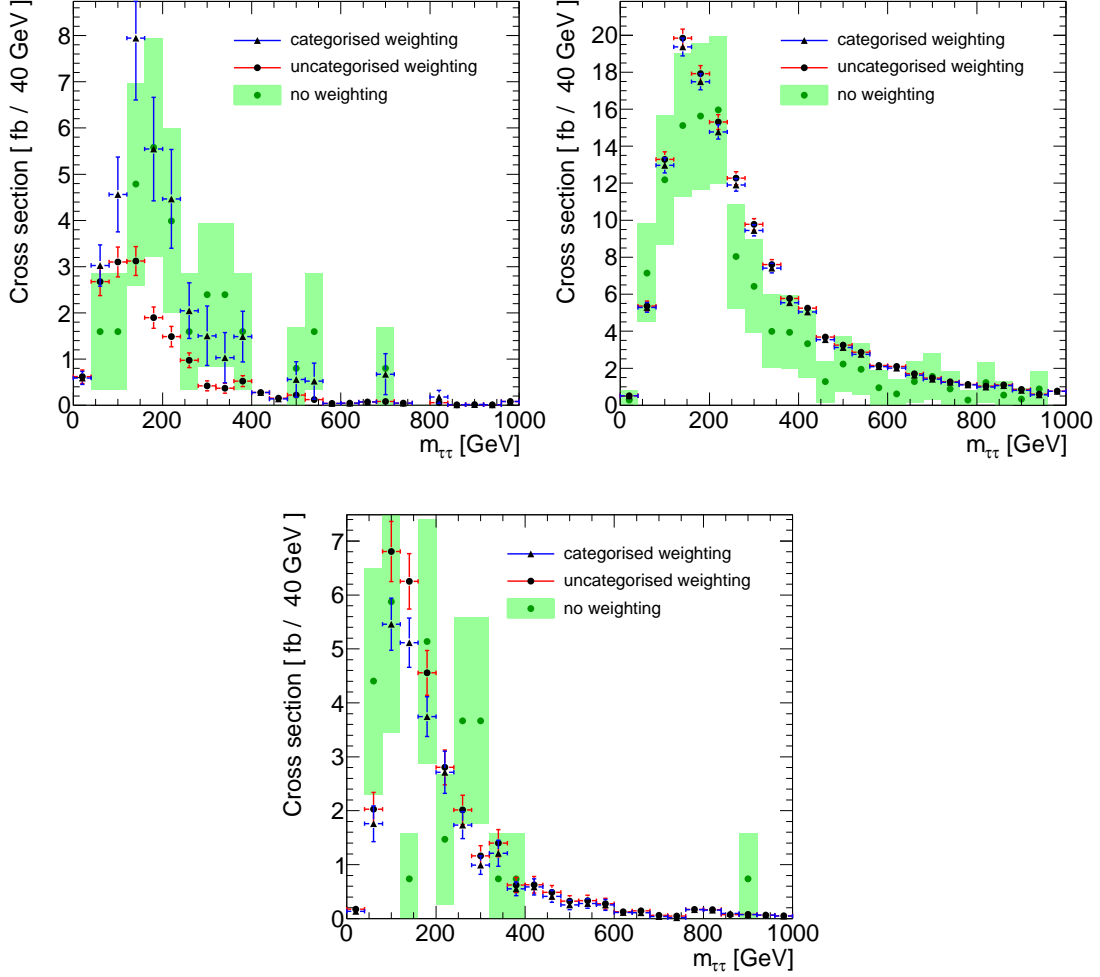 Cross section [ fb / 40 GeV ]
8
7
6
5
4
3
2
1
0
categorised weighting
uncategorised weighting
no weighting
0 200 400 600 800 1000
m_ττ [GeV]
Cross section [ fb / 40 GeV ]
20
18
16
14
12
10
8
6
4
2
0
categorised weighting
uncategorised weighting
no weighting
0 200 400 600 800 1000
m_ττ [GeV]
Cross section [ fb / 40 GeV ]
7
6
5
4
3
2
1
0
categorised weighting
uncategorised weighting
no weighting
0 200 400 600 800 1000
m_ττ [GeV]